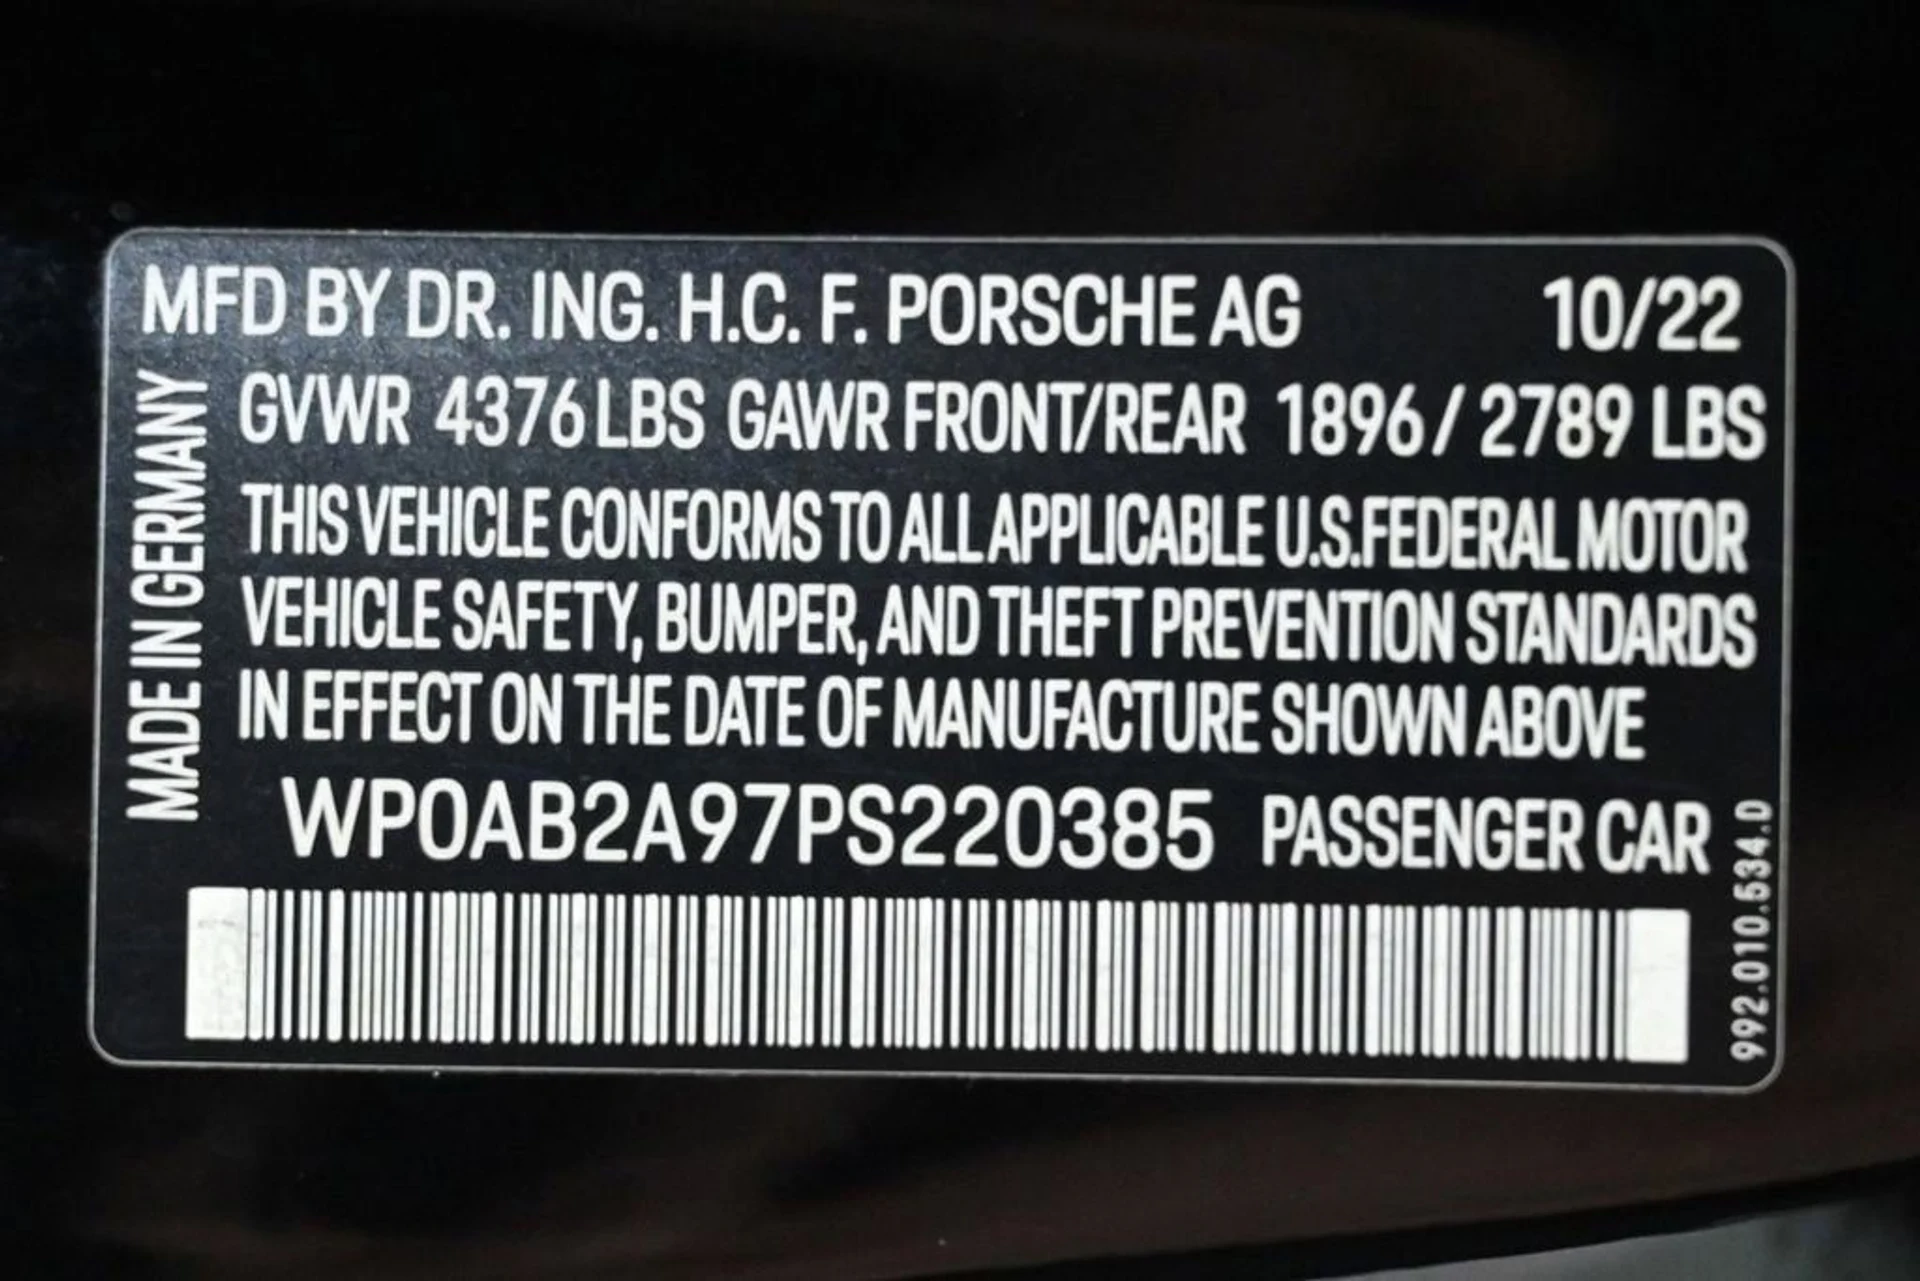 MFD BY DR. ING. H.C. F. PORSCHE AG 10/22
GVWR 4376 LBS GAWR FRONT/REAR 1896 / 2789 LBS
THIS VEHICLE CONFORMS TO ALL APPLICABLE U.S.FEDERAL MOTOR
VEHICLE SAFETY, BUMPER, AND THEFT PREVENTION STANDARDS
IN EFFECT ON THE DATE OF MANUFACTURE SHOWN ABOVE
MADE IN GERMANY
WP0AB2A97PS220385 PASSENGER CAR
992.010.534.0